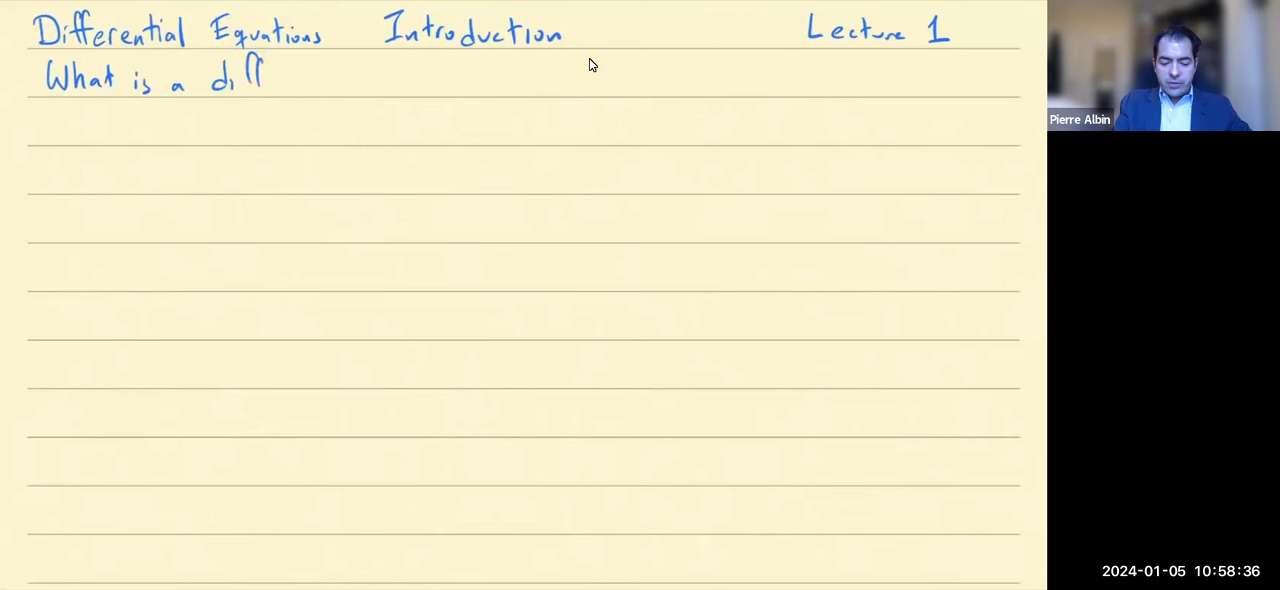 Differential Equations Introduction Lecture 1
What is a diff
Pierre Albin
2024-01-05 10:58:36